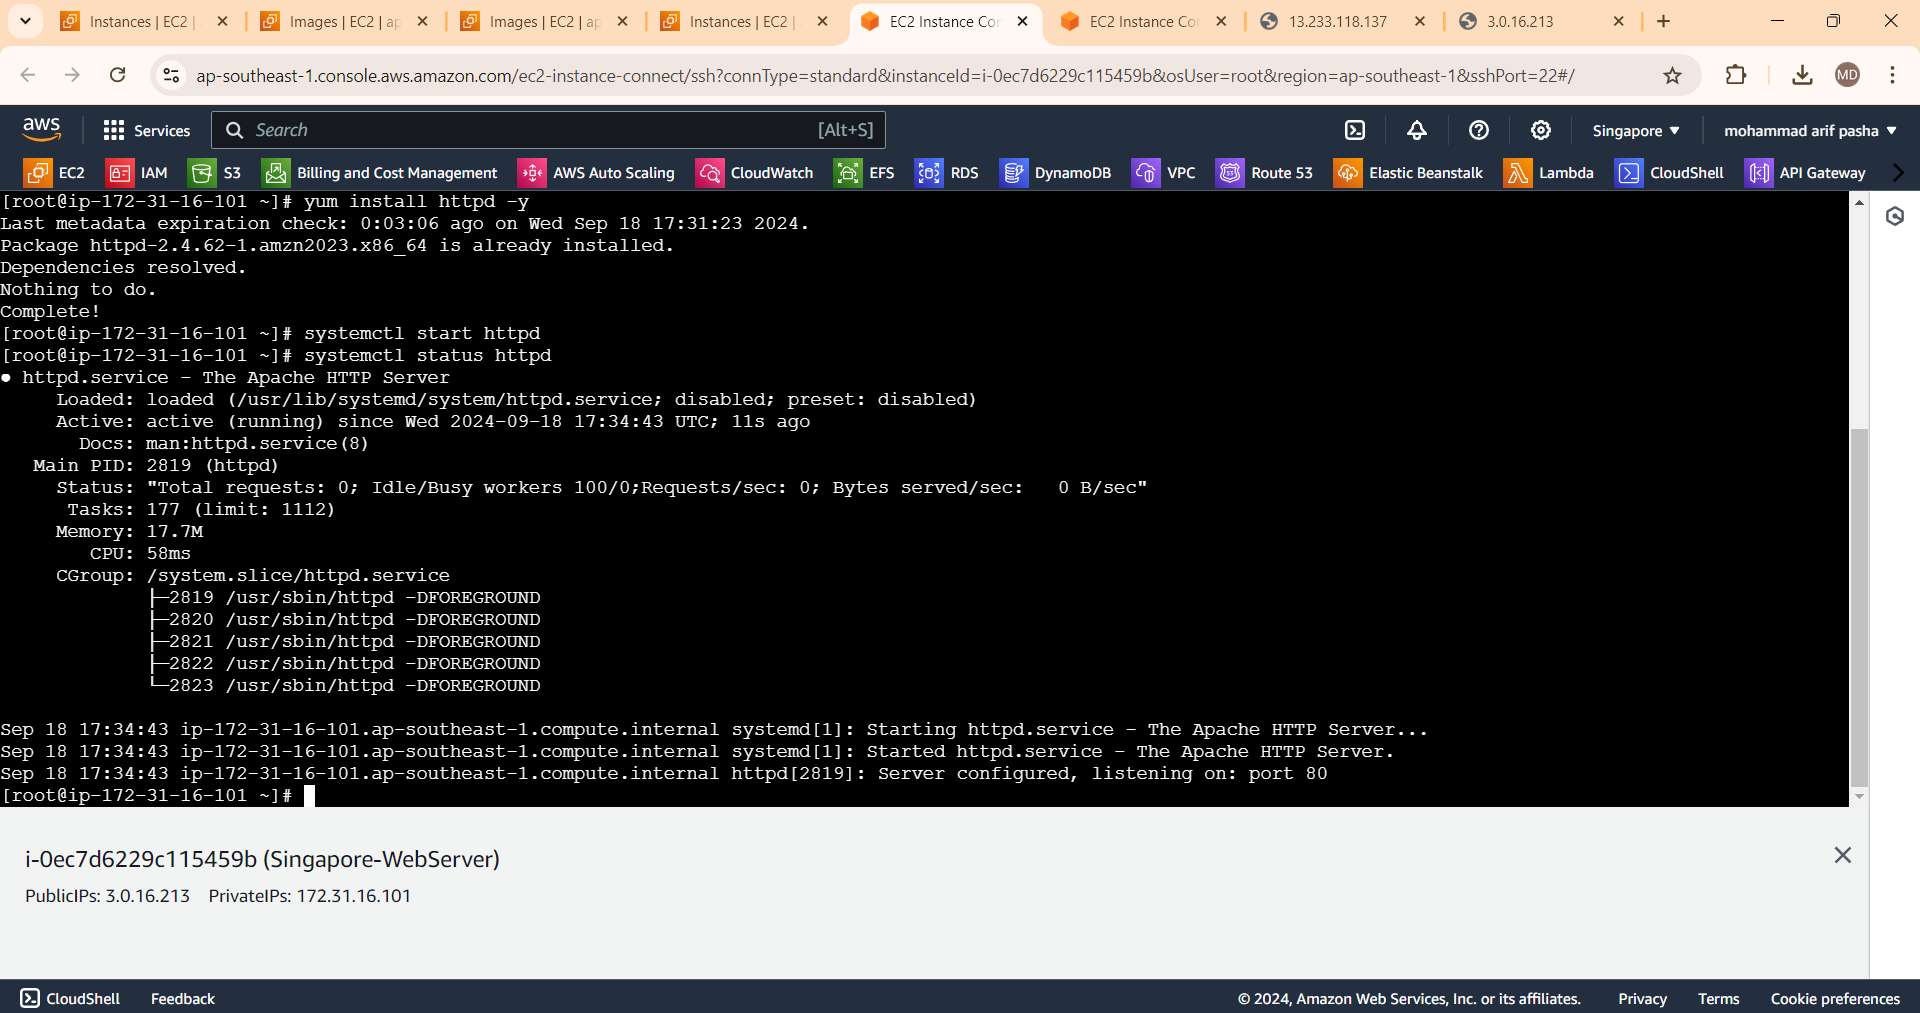 Instances | EC2 |
Images | EC2 | ap
Images | EC2 | ap
Instances | EC2 |
EC2 Instance Con
EC2 Instance Con
13.233.118.137
3.0.16.213
ap-southeast-1.console.aws.amazon.com/ec2-instance-connect/ssh?connType=standard&instanceId=i-0ec7d6229c115459b&osUser=root&region=ap-southeast-1&sshPort=22#/
MD
aws
Services
Search
[Alt+S]
Singapore
mohammad arif pasha
EC2
IAM
S3
Billing and Cost Management
AWS Auto Scaling
CloudWatch
EFS
RDS
DynamoDB
VPC
Route 53
Elastic Beanstalk
Lambda
CloudShell
API Gateway
[root@ip-172-31-16-101 ~]# yum install httpd -y
Last metadata expiration check: 0:03:06 ago on Wed Sep 18 17:31:23 2024.
Package httpd-2.4.62-1.amzn2023.x86_64 is already installed.
Dependencies resolved.
Nothing to do.
Complete!
[root@ip-172-31-16-101 ~]# systemctl start httpd
[root@ip-172-31-16-101 ~]# systemctl status httpd
● httpd.service - The Apache HTTP Server
Loaded: loaded (/usr/lib/systemd/system/httpd.service; disabled; preset: disabled)
Active: active (running) since Wed 2024-09-18 17:34:43 UTC; 11s ago
Docs: man:httpd.service(8)
Main PID: 2819 (httpd)
Status: "Total requests: 0; Idle/Busy workers 100/0;Requests/sec: 0; Bytes served/sec:   0 B/sec"
Tasks: 177 (limit: 1112)
Memory: 17.7M
CPU: 58ms
CGroup: /system.slice/httpd.service
├─2819 /usr/sbin/httpd -DFOREGROUND
├─2820 /usr/sbin/httpd -DFOREGROUND
├─2821 /usr/sbin/httpd -DFOREGROUND
├─2822 /usr/sbin/httpd -DFOREGROUND
└─2823 /usr/sbin/httpd -DFOREGROUND
Sep 18 17:34:43 ip-172-31-16-101.ap-southeast-1.compute.internal systemd[1]: Starting httpd.service - The Apache HTTP Server...
Sep 18 17:34:43 ip-172-31-16-101.ap-southeast-1.compute.internal systemd[1]: Started httpd.service - The Apache HTTP Server.
Sep 18 17:34:43 ip-172-31-16-101.ap-southeast-1.compute.internal httpd[2819]: Server configured, listening on: port 80
[root@ip-172-31-16-101 ~]#
i-0ec7d6229c115459b (Singapore-WebServer)
PublicIPs: 3.0.16.213 PrivateIPs: 172.31.16.101
CloudShell
Feedback
© 2024, Amazon Web Services, Inc. or its affiliates.
Privacy
Terms
Cookie preferences